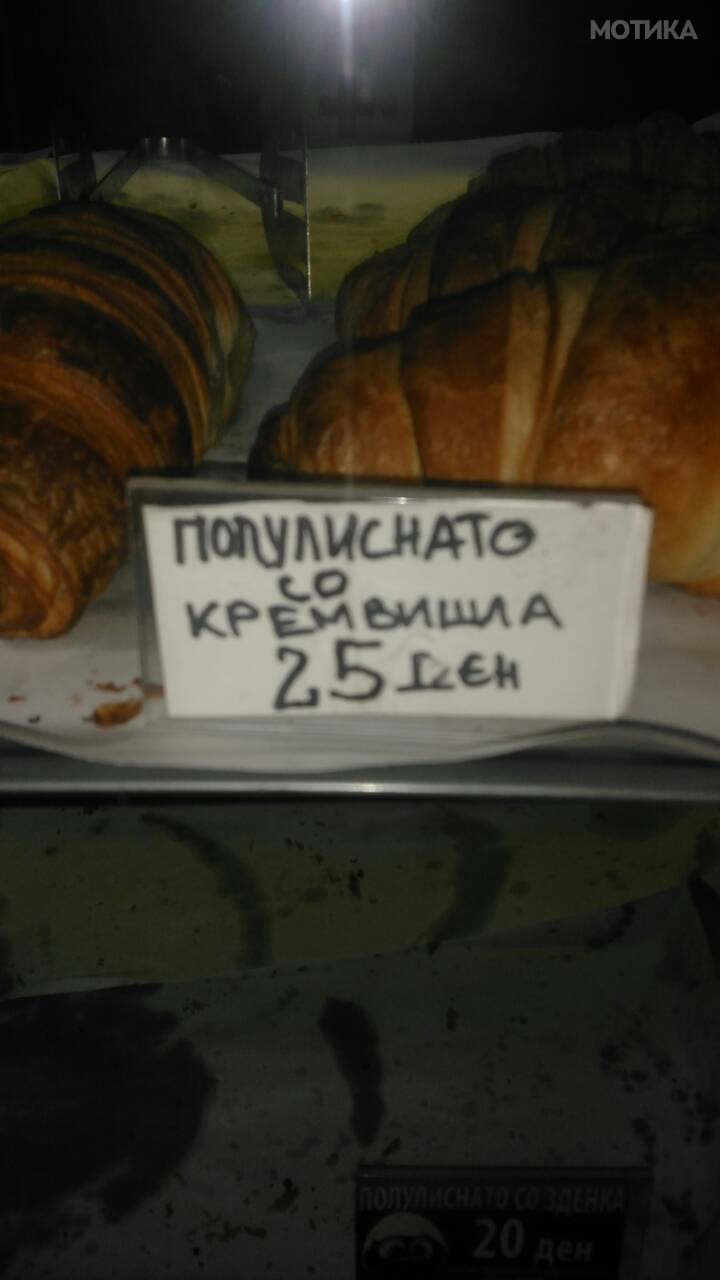 МОТИКА
ПОЛУЛИСНАТО
СО
КРЕМВИШЛА
25 ДЕН
ПОЛУЛИСНАТО СО ЗДЕНКА
20 ден